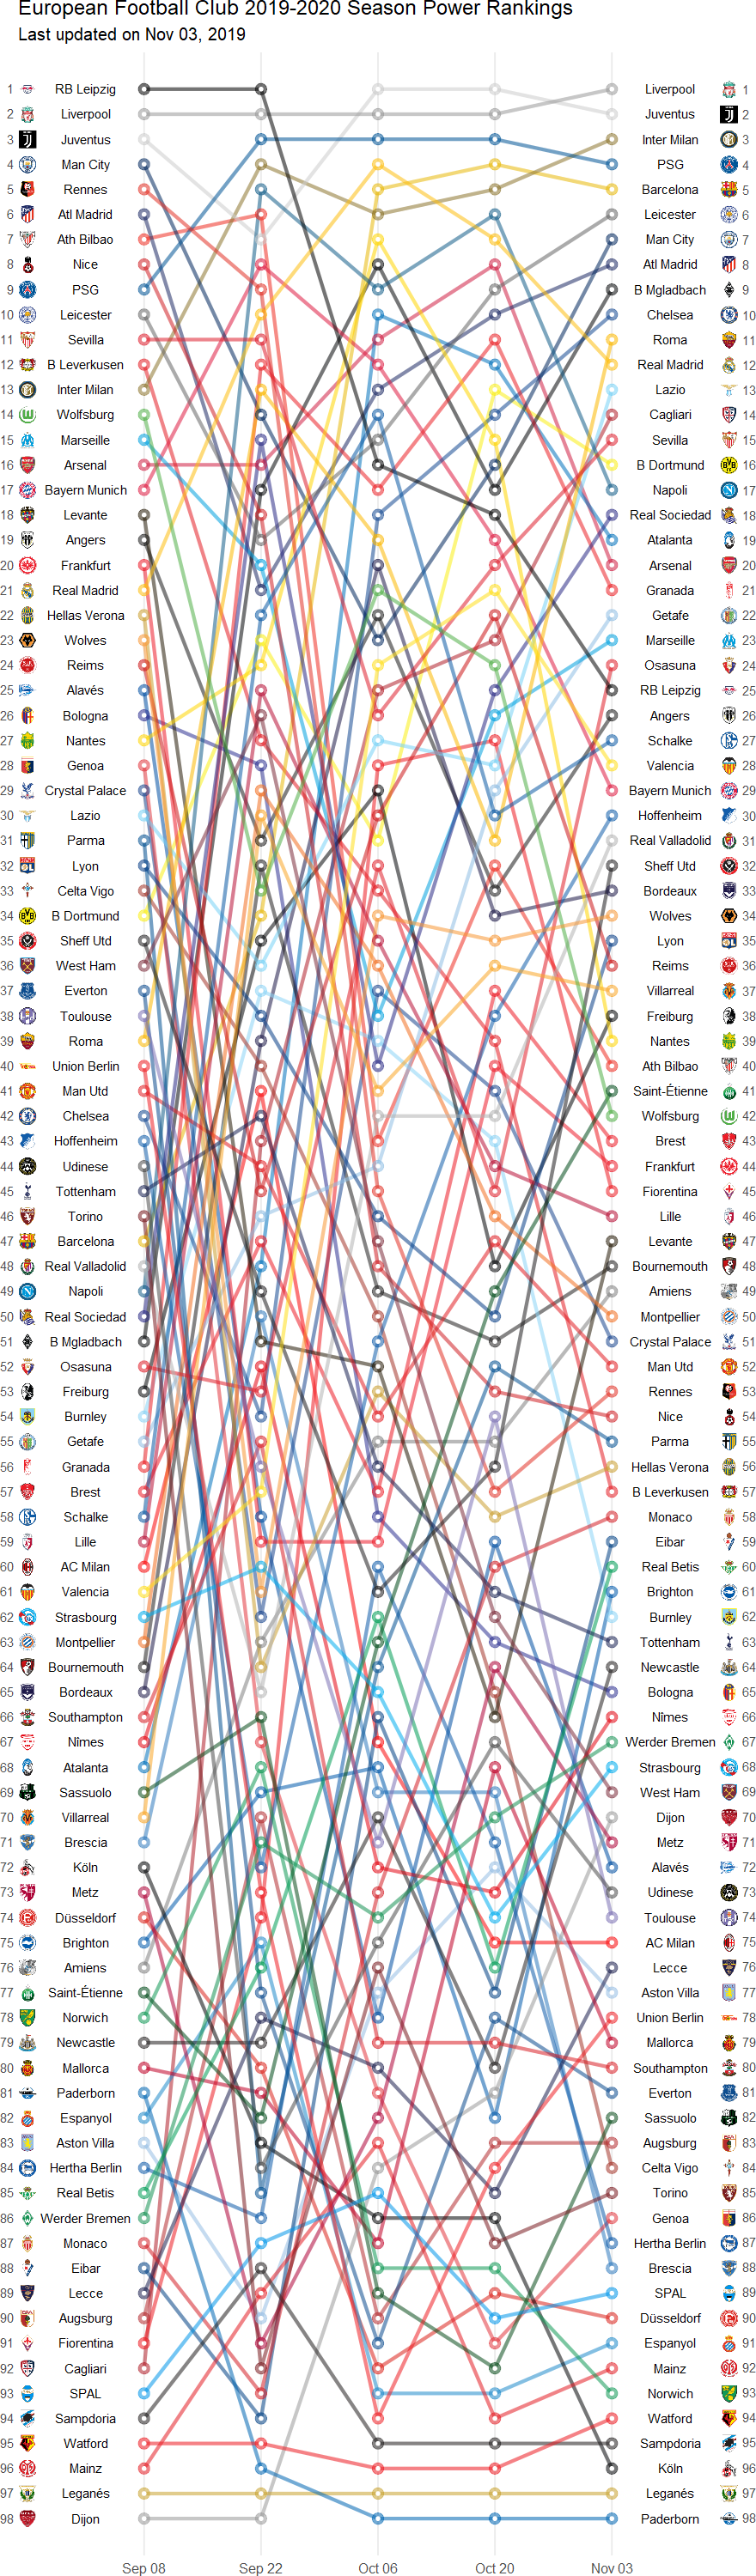 European Football Club 2019-2020 Season Power Rankings
Last updated on Nov 03, 2019
1 RB Leipzig Liverpool 1
2 Liverpool Juventus 2
3 Juventus Inter Milan 3
4 Man City PSG 4
5 Rennes Barcelona 5
6 Atl Madrid Leicester 6
7 Ath Bilbao Man City 7
8 Nice Atl Madrid 8
9 PSG B Mgladbach 9
10 Leicester Chelsea 10
11 Sevilla Roma 11
12 B Leverkusen Real Madrid 12
13 Inter Milan Lazio 13
14 Wolfsburg Cagliari 14
15 Marseille Sevilla 15
16 Arsenal B Dortmund 16
17 Bayern Munich Napoli 17
18 Levante Real Sociedad 18
19 Angers Atalanta 19
20 Frankfurt Arsenal 20
21 Real Madrid Granada 21
22 Hellas Verona Getafe 22
23 Wolves Marseille 23
24 Reims Osasuna 24
25 Alavés RB Leipzig 25
26 Bologna Angers 26
27 Nantes Schalke 27
28 Genoa Valencia 28
29 Crystal Palace Bayern Munich 29
30 Lazio Hoffenheim 30
31 Parma Real Valladolid 31
32 Lyon Sheff Utd 32
33 Celta Vigo Bordeaux 33
34 B Dortmund Wolves 34
35 Sheff Utd Lyon 35
36 West Ham Reims 36
37 Everton Villarreal 37
38 Toulouse Freiburg 38
39 Roma Nantes 39
40 Union Berlin Ath Bilbao 40
41 Man Utd Saint-Étienne 41
42 Chelsea Wolfsburg 42
43 Hoffenheim Brest 43
44 Udinese Frankfurt 44
45 Tottenham Fiorentina 45
46 Torino Lille 46
47 Barcelona Levante 47
48 Real Valladolid Bournemouth 48
49 Napoli Amiens 49
50 Real Sociedad Montpellier 50
51 B Mgladbach Crystal Palace 51
52 Osasuna Man Utd 52
53 Freiburg Rennes 53
54 Burnley Nice 54
55 Getafe Parma 55
56 Granada Hellas Verona 56
57 Brest B Leverkusen 57
58 Schalke Monaco 58
59 Lille Eibar 59
60 AC Milan Real Betis 60
61 Valencia Brighton 61
62 Strasbourg Burnley 62
63 Montpellier Tottenham 63
64 Bournemouth Newcastle 64
65 Bordeaux Bologna 65
66 Southampton Nîmes 66
67 Nîmes Werder Bremen 67
68 Atalanta Strasbourg 68
69 Sassuolo West Ham 69
70 Villarreal Dijon 70
71 Brescia Metz 71
72 Köln Alavés 72
73 Metz Udinese 73
74 Düsseldorf Toulouse 74
75 Brighton AC Milan 75
76 Amiens Lecce 76
77 Saint-Étienne Aston Villa 77
78 Norwich Union Berlin 78
79 Newcastle Mallorca 79
80 Mallorca Southampton 80
81 Paderborn Everton 81
82 Espanyol Sassuolo 82
83 Aston Villa Augsburg 83
84 Hertha Berlin Celta Vigo 84
85 Real Betis Torino 85
86 Werder Bremen Genoa 86
87 Monaco Hertha Berlin 87
88 Eibar Brescia 88
89 Lecce SPAL 89
90 Augsburg Düsseldorf 90
91 Fiorentina Espanyol 91
92 Cagliari Mainz 92
93 SPAL Norwich 93
94 Sampdoria Watford 94
95 Watford Sampdoria 95
96 Mainz Köln 96
97 Leganés Leganés 97
98 Dijon Paderborn 98
Sep 08 Sep 22 Oct 06 Oct 20 Nov 03